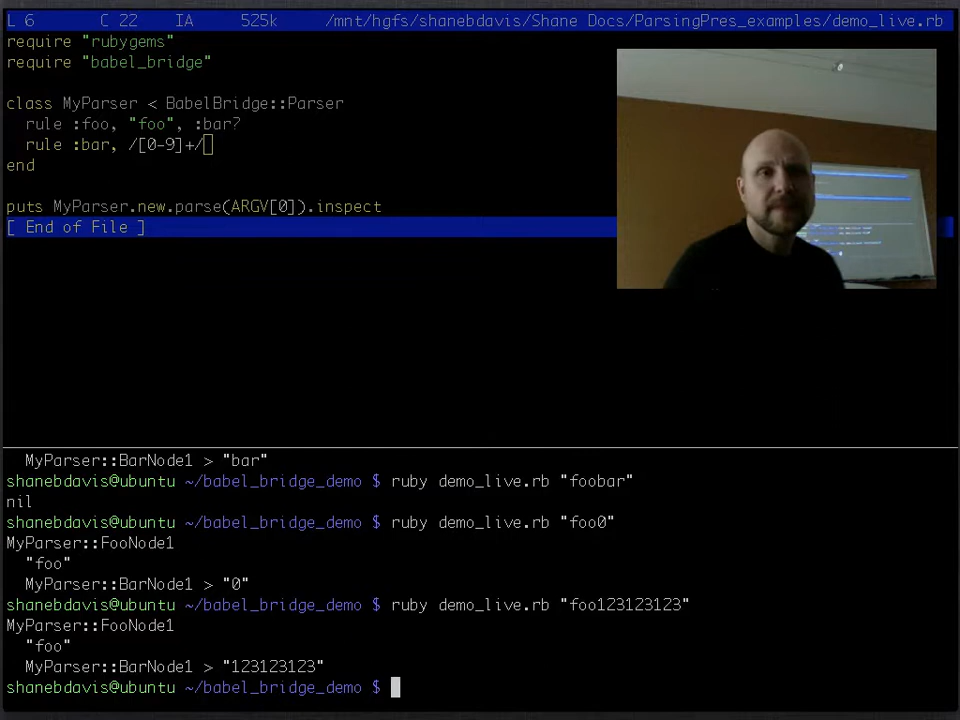 L 6      C 22    IA     525k     /mnt/hgfs/shanebdavis/Shane Docs/ParsingPres_examples/demo_live.rb
require "rubygems"
require "babel_bridge"
class MyParser < BabelBridge::Parser
  rule :foo, "foo", :bar?
  rule :bar, /[0-9]+/
end
puts MyParser.new.parse(ARGV[0]).inspect
[ End of File ]
  MyParser::BarNode1 > "bar"
shanebdavis@ubuntu ~/babel_bridge_demo $ ruby demo_live.rb "foobar"
nil
shanebdavis@ubuntu ~/babel_bridge_demo $ ruby demo_live.rb "foo0"
MyParser::FooNode1
  "foo"
  MyParser::BarNode1 > "0"
shanebdavis@ubuntu ~/babel_bridge_demo $ ruby demo_live.rb "foo123123123"
MyParser::FooNode1
  "foo"
  MyParser::BarNode1 > "123123123"
shanebdavis@ubuntu ~/babel_bridge_demo $